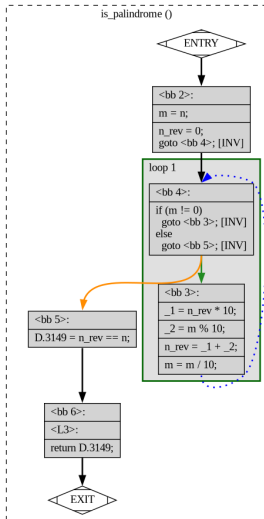 is_palindrome ()
ENTRY
<bb 2>:
m = n;
n_rev = 0;
goto <bb 4>; [INV]
loop 1
<bb 4>:
if (m != 0)
goto <bb 3>; [INV]
else
goto <bb 5>; [INV]
<bb 3>:
_1 = n_rev * 10;
_2 = m % 10;
n_rev = _1 + _2;
m = m / 10;
<bb 5>:
D.3149 = n_rev == n;
<bb 6>:
<L3>:
return D.3149;
EXIT